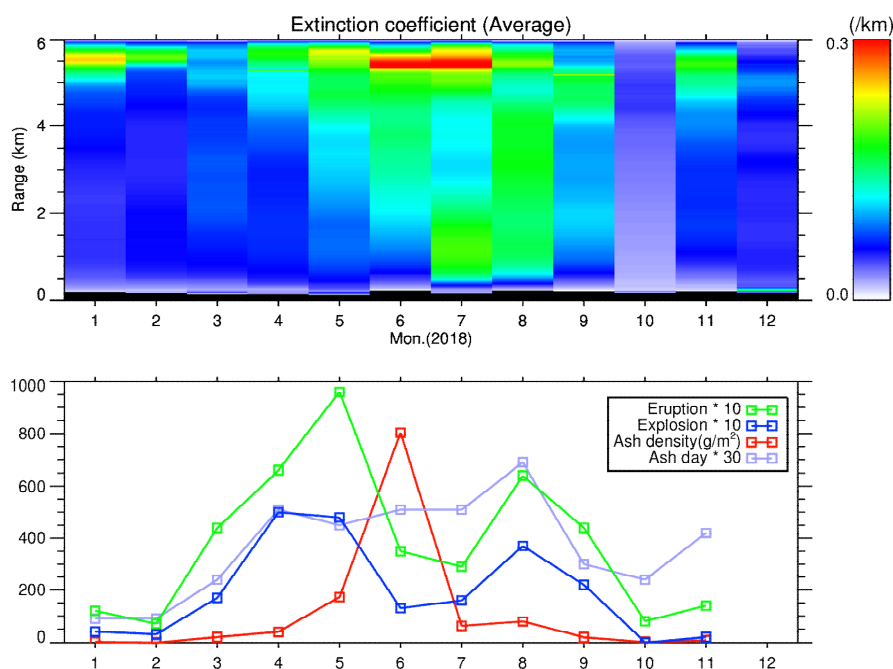 Extinction coefficient (Average)
(/km)
6
4
2
0
Range (km)
0.3
0.0
1 2 3 4 5 6 7 8 9 10 11 12
Mon.(2018)
1000
800
600
400
200
0
Eruption * 10
Explosion * 10
Ash density(g/m²)
Ash day * 30
1 2 3 4 5 6 7 8 9 10 11 12